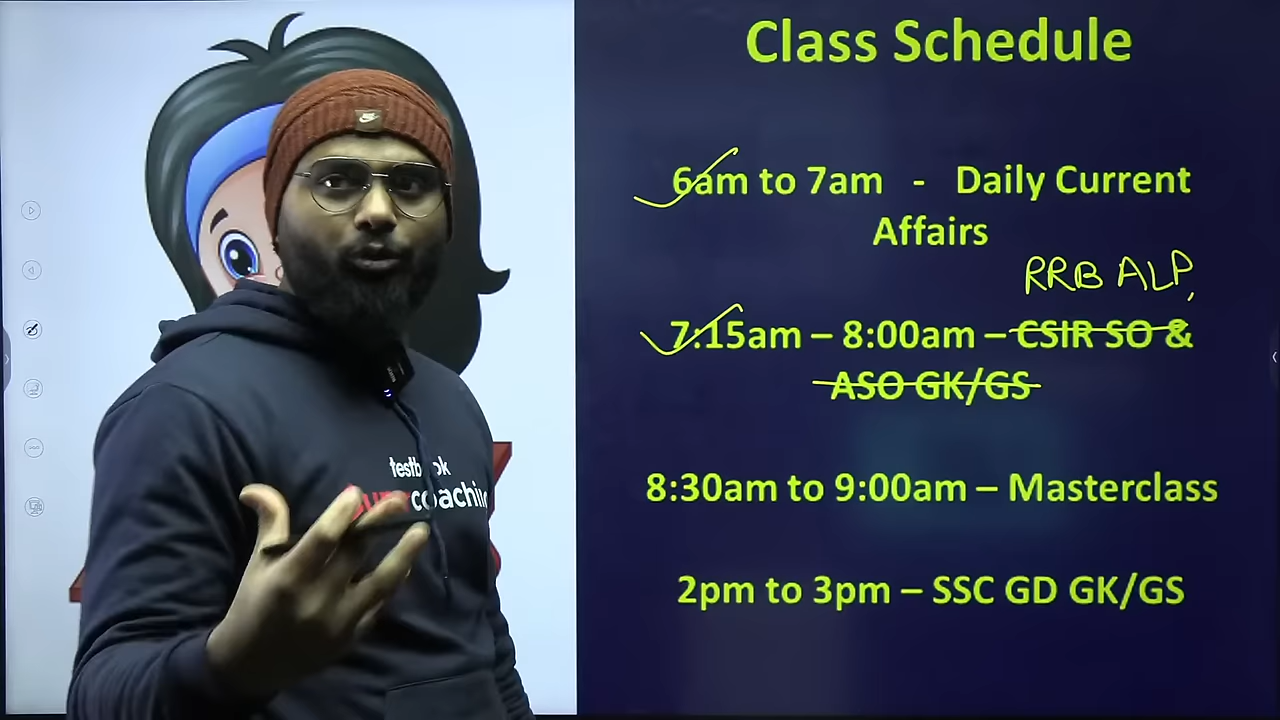 Class Schedule
6am to 7am - Daily Current
Affairs
RRB ALP,
7:15am – 8:00am – CSIR SO &
ASO GK/GS
8:30am to 9:00am – Masterclass
2pm to 3pm – SSC GD GK/GS
testbook
coaching